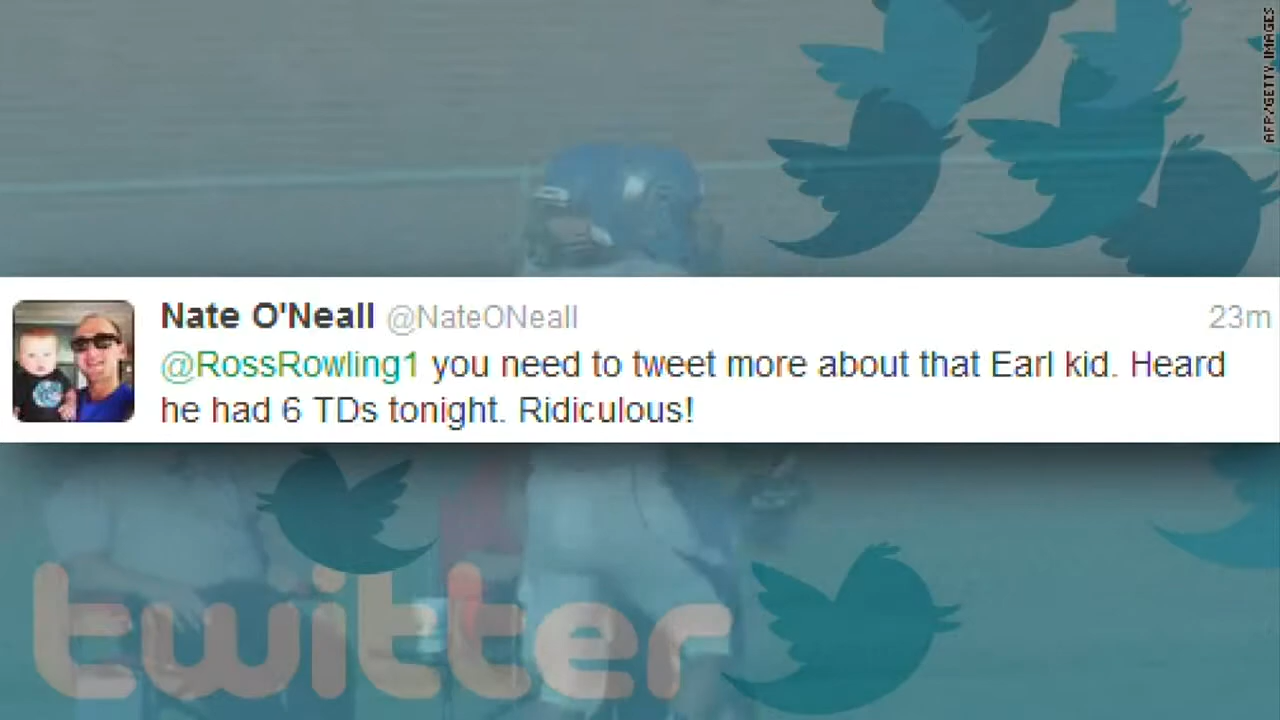 AFP/GETTY IMAGES
Nate O'Neall @NateONeall 23m
@RossRowling1 you need to tweet more about that Earl kid. Heard
he had 6 TDs tonight. Ridiculous!
twitter